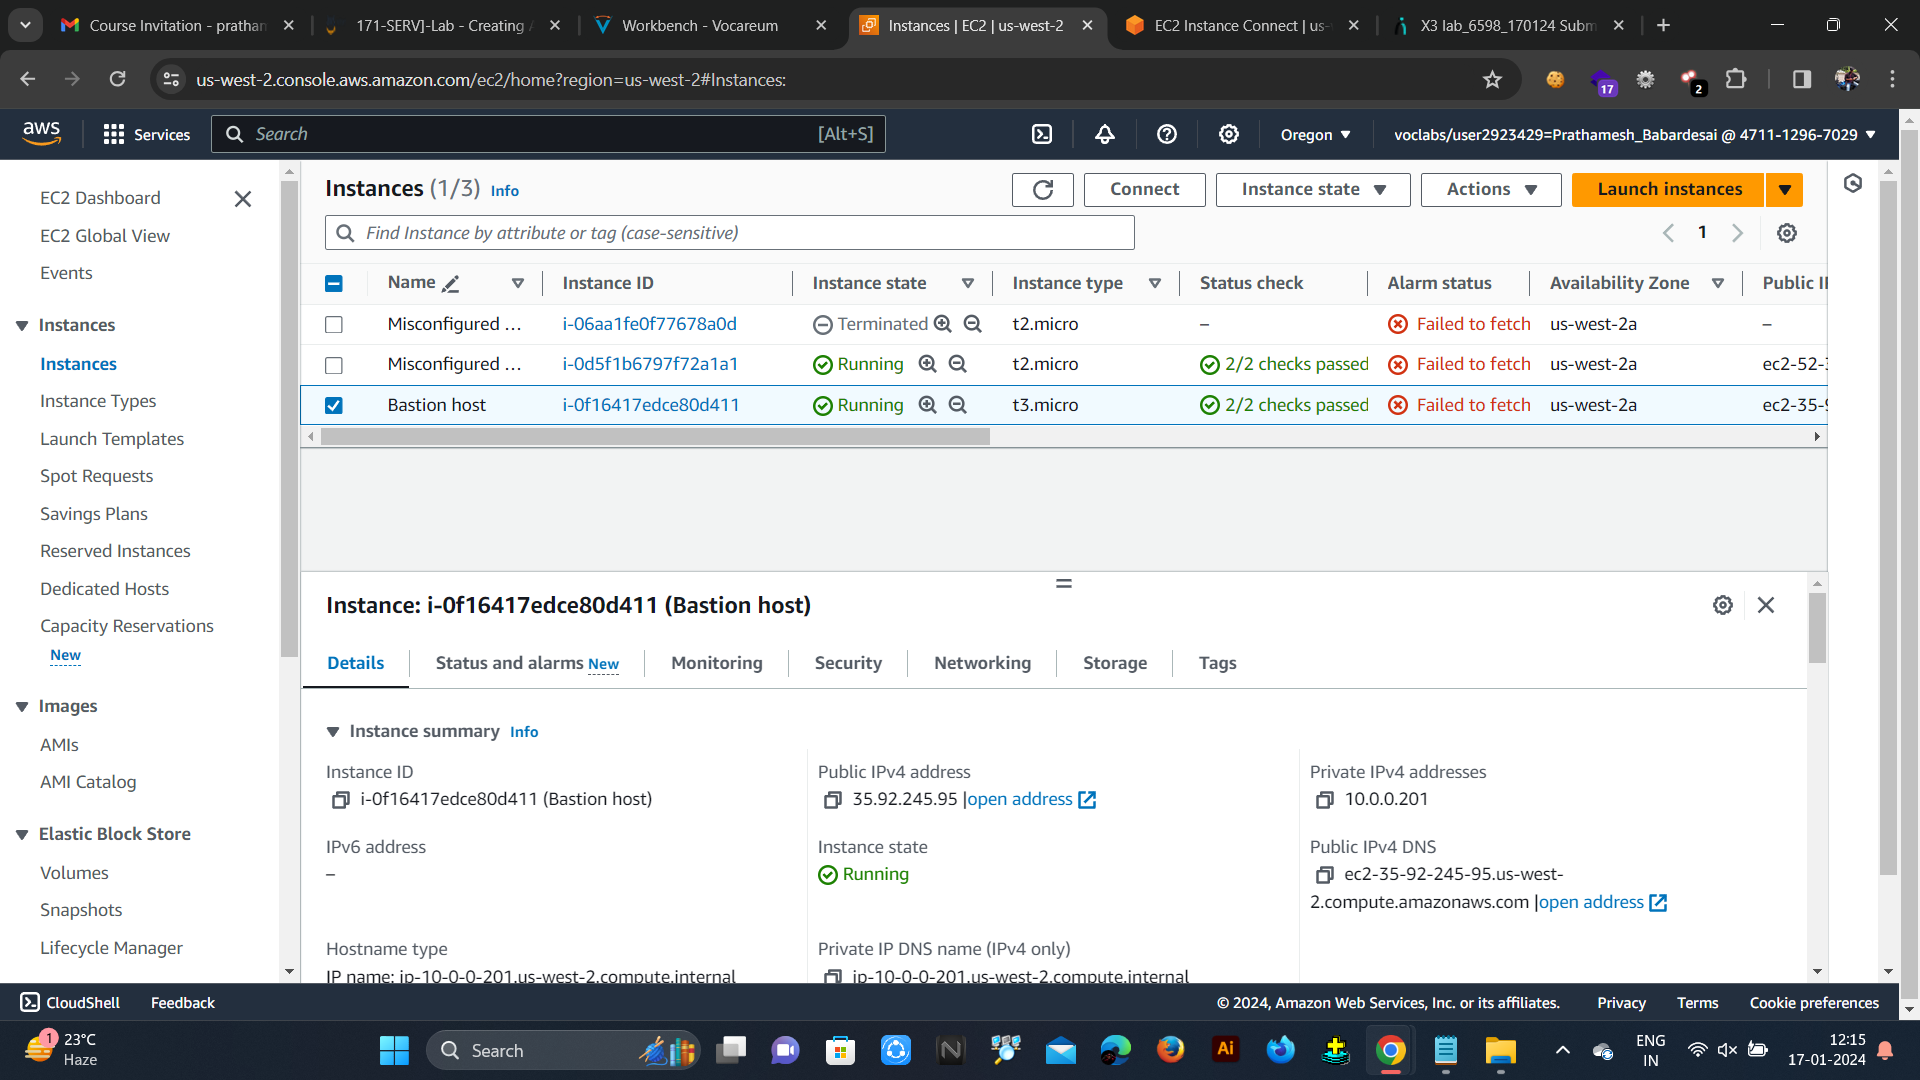 Course Invitation - prathan
171-SERV]-Lab - Creating
Workbench - Vocareum
Instances | EC2 | us-west-2
EC2 Instance Connect | us-
X3 lab_6598_170124 Subm
us-west-2.console.aws.amazon.com/ec2/home?region=us-west-2#Instances:
17
2
aws
Services
Search
[Alt+S]
Oregon
voclabs/user2923429=Prathamesh_Babardesai @ 4711-1296-7029
EC2 Dashboard
EC2 Global View
Events
Instances
Instances
Instance Types
Launch Templates
Spot Requests
Savings Plans
Reserved Instances
Dedicated Hosts
Capacity Reservations
New
Images
AMIs
AMI Catalog
Elastic Block Store
Volumes
Snapshots
Lifecycle Manager
Instances (1/3) Info
Connect
Instance state
Actions
Launch instances
Find Instance by attribute or tag (case-sensitive)
1
Name Instance ID Instance state Instance type Status check Alarm status Availability Zone Public I
Misconfigured ... i-06aa1fe0f77678a0d Terminated t2.micro – Failed to fetch us-west-2a –
Misconfigured ... i-0d5f1b6797f72a1a1 Running t2.micro 2/2 checks passed Failed to fetch us-west-2a ec2-52-
Bastion host i-0f16417edce80d411 Running t3.micro 2/2 checks passed Failed to fetch us-west-2a ec2-35-9
Instance: i-0f16417edce80d411 (Bastion host)
Details
Status and alarms New
Monitoring
Security
Networking
Storage
Tags
Instance summary Info
Instance ID
i-0f16417edce80d411 (Bastion host)
Public IPv4 address
35.92.245.95 |open address
Private IPv4 addresses
10.0.0.201
IPv6 address
–
Instance state
Running
Public IPv4 DNS
ec2-35-92-245-95.us-west-
2.compute.amazonaws.com |open address
Hostname type
IP name: ip-10-0-0-201.us-west-2.compute.internal
Private IP DNS name (IPv4 only)
ip-10-0-0-201.us-west-2.compute.internal
CloudShell
Feedback
© 2024, Amazon Web Services, Inc. or its affiliates.
Privacy
Terms
Cookie preferences
1
23°C
Haze
Search
Ai
ENG
IN
12:15
17-01-2024